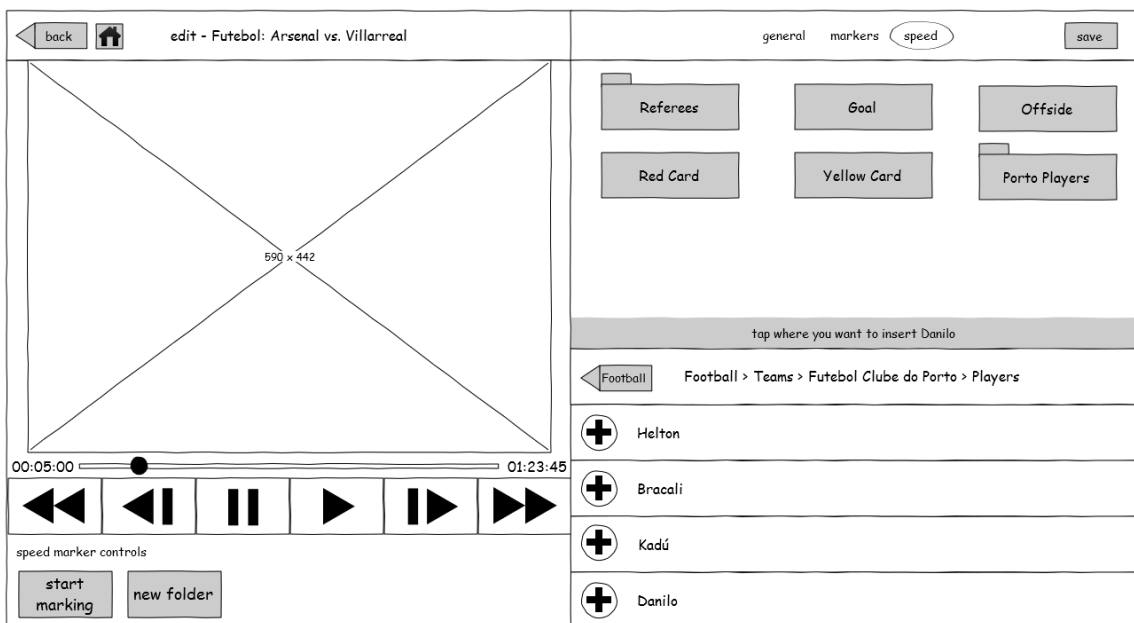 back
edit - Futebol: Arsenal vs. Villarreal
general markers speed
save
Referees
Goal
Offside
Red Card
Yellow Card
Porto Players
590 x 442
tap where you want to insert Danilo
Football
Football > Teams > Futebol Clube do Porto > Players
Helton
Bracali
Kadú
Danilo
00:05:00
01:23:45
speed marker controls
start
marking
new folder